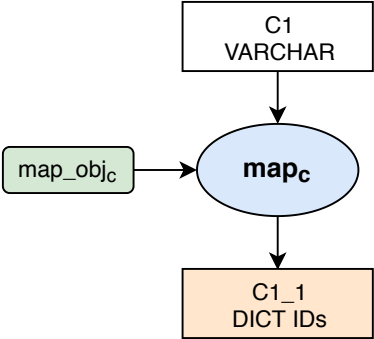 C1
VARCHAR
map_obj_c
map_c
C1_1
DICT IDs